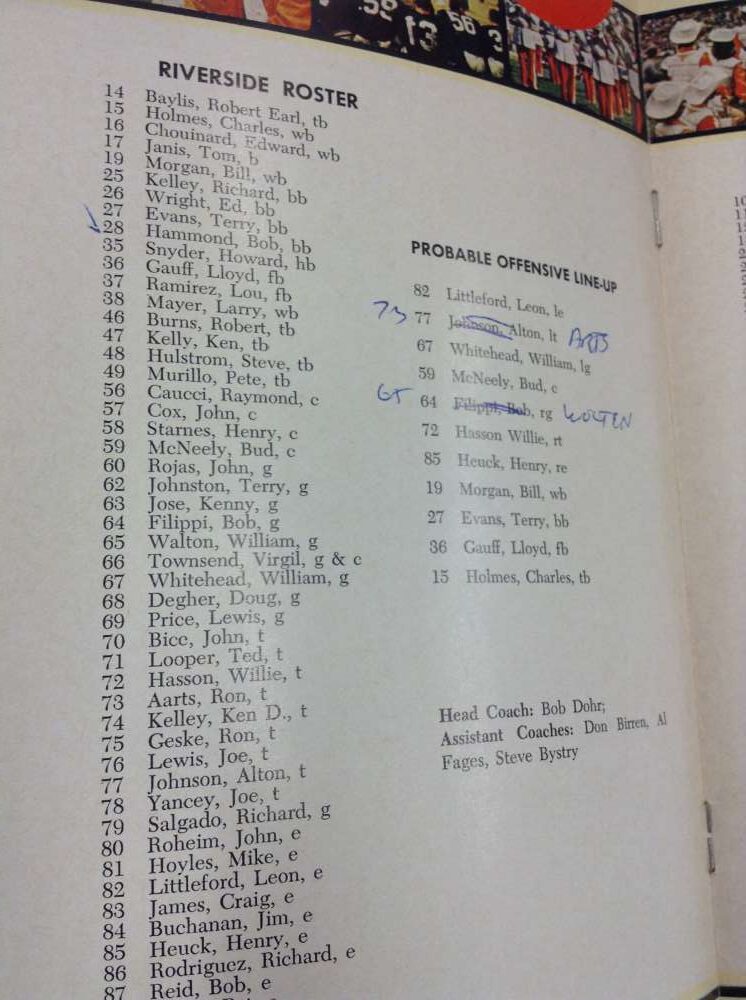 RIVERSIDE ROSTER
14 Baylis, Robert Earl, tb
15 Holmes, Charles, wb
16 Chouinard, Edward, wb
17 Janis, Tom, b
19 Morgan, Bill, wb
25 Kelley, Richard, bb
26 Wright, Ed, bb
27 Evans, Terry, bb
28 Hammond, Bob, bb
35 Snyder, Howard, hb
36 Gauff, Lloyd, fb
37 Ramirez, Lou, fb
38 Mayer, Larry, wb
46 Burns, Robert, tb
47 Kelly, Ken, tb
48 Hulstrom, Steve, tb
49 Murillo, Pete, tb
56 Caucci, Raymond, c
57 Cox, John, c
58 Starnes, Henry, c
59 McNeely, Bud, c
60 Rojas, John, g
62 Johnston, Terry, g
63 Jose, Kenny, g
64 Filippi, Bob, g
65 Walton, William, g
66 Townsend, Virgil, g & c
67 Whitehead, William, g
68 Degher, Doug, g
69 Price, Lewis, g
70 Bice, John, t
71 Looper, Ted, t
72 Hasson, Willie, t
73 Aarts, Ron, t
74 Kelley, Ken D., t
75 Geske, Ron, t
76 Lewis, Joe, t
77 Johnson, Alton, t
78 Yancey, Joe, t
79 Salgado, Richard, g
80 Roheim, John, e
81 Hoyles, Mike, e
82 Littleford, Leon, e
83 James, Craig, e
84 Buchanan, Jim, e
85 Heuck, Henry, e
86 Rodriguez, Richard, e
87 Reid, Bob, e
PROBABLE OFFENSIVE LINE-UP
82 Littleford, Leon, le
73 77 Johnson, Alton, lt
67 Whitehead, William, lg
59 McNeely, Bud, c
64 Filippi, Bob, rg
72 Hasson Willie, rt
85 Heuck, Henry, re
19 Morgan, Bill, wb
27 Evans, Terry, bb
36 Gauff, Lloyd, fb
15 Holmes, Charles, tb
Head Coach: Bob Dohr;
Assistant Coaches: Don Birren, Al
Fages, Steve Bystry